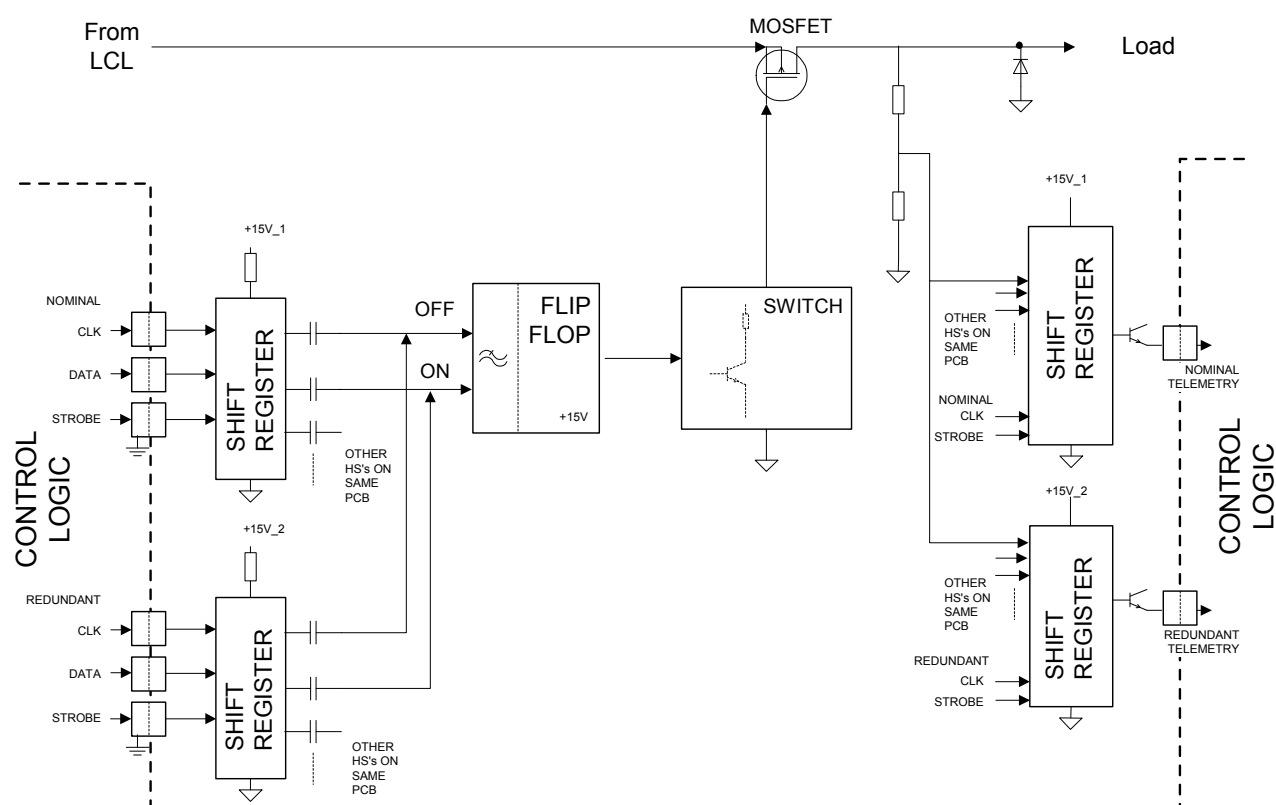 From
LCL
MOSFET
Load
+15V_1
NOMINAL
CLK
DATA
STROBE
SHIFT
REGISTER
OTHER
HS's ON
SAME
PCB
CONTROL
LOGIC
OFF
ON
FLIP
FLOP
+15V
SWITCH
+15V_1
OTHER
HS's ON
SAME
PCB
NOMINAL
CLK
STROBE
SHIFT
REGISTER
NOMINAL
TELEMETRY
CONTROL
LOGIC
+15V_2
REDUNDANT
CLK
DATA
STROBE
SHIFT
REGISTER
OTHER
HS's ON
SAME
PCB
+15V_2
OTHER
HS's ON
SAME
PCB
REDUNDANT
CLK
STROBE
SHIFT
REGISTER
REDUNDANT
TELEMETRY